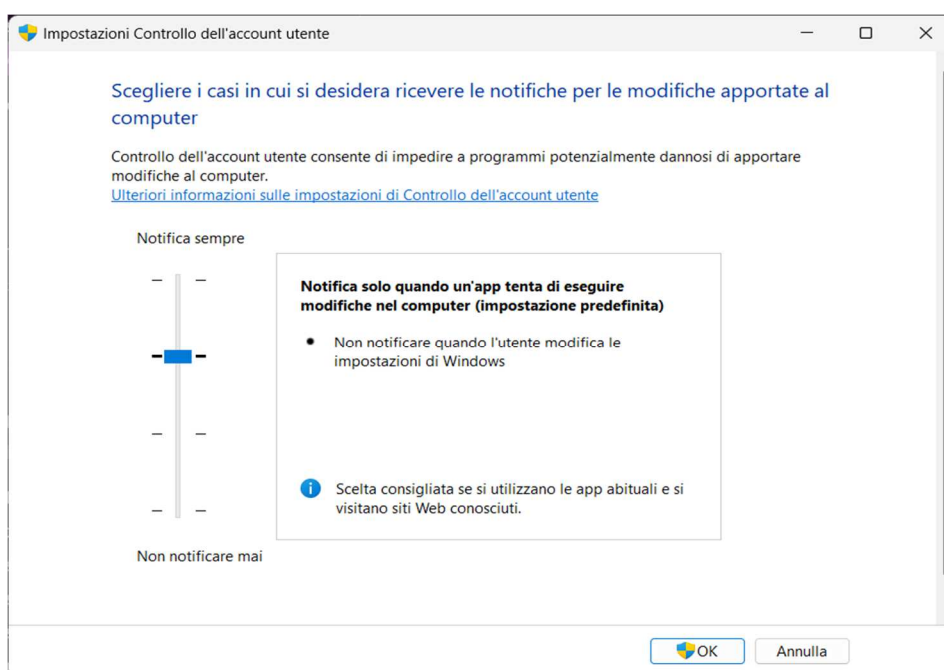 Impostazioni Controllo dell'account utente
Scegliere i casi in cui si desidera ricevere le notifiche per le modifiche apportate al
computer
Controllo dell'account utente consente di impedire a programmi potenzialmente dannosi di apportare
modifiche al computer.
Ulteriori informazioni sulle impostazioni di Controllo dell'account utente
Notifica sempre
Notifica solo quando un'app tenta di eseguire
modifiche nel computer (impostazione predefinita)
Non notificare quando l'utente modifica le
impostazioni di Windows
Scelta consigliata se si utilizzano le app abituali e si
visitano siti Web conosciuti.
Non notificare mai
OK
Annulla